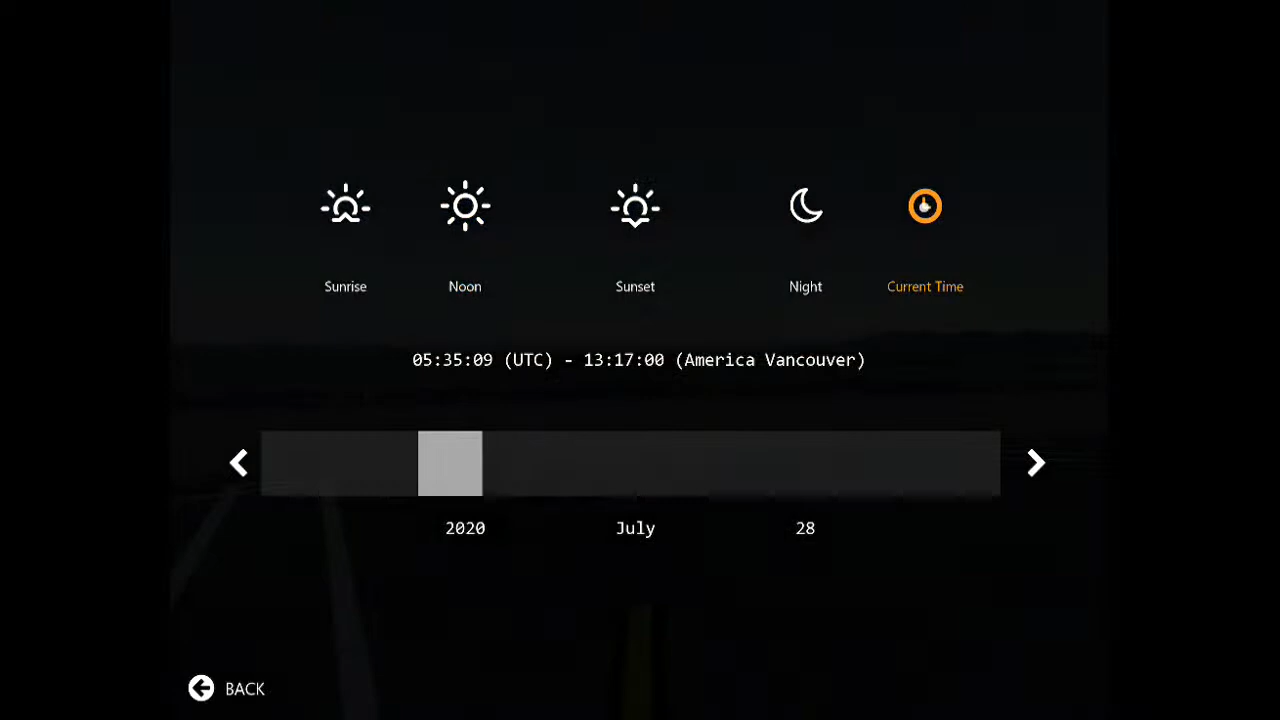 Sunrise Noon Sunset Night Current Time
05:35:09 (UTC) - 13:17:00 (America Vancouver)
2020 July 28
BACK